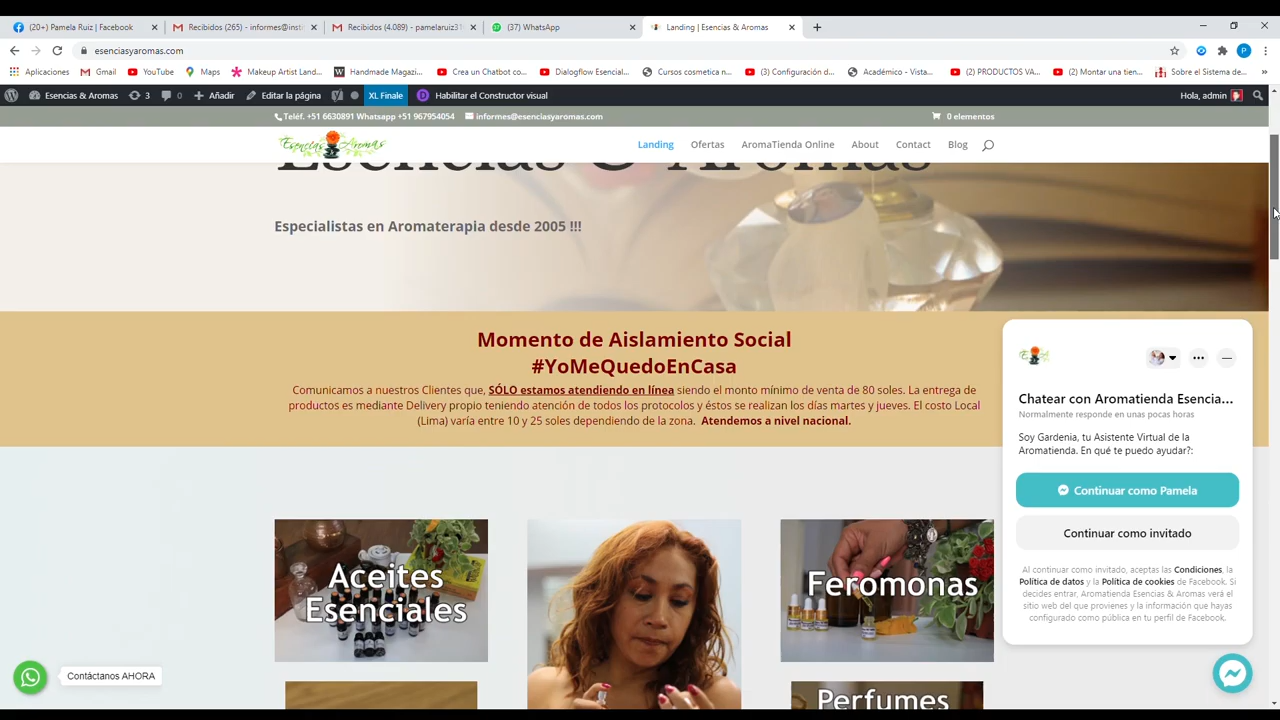 (20+) Pamela Ruiz | Facebook
Recibidos (265) - informes@insti
Recibidos (4.089) - pamelaruiz31
(37) WhatsApp
Landing | Esencias & Aromas
esenciasyaromas.com
P
Aplicaciones
Gmail
YouTube
Maps
Makeup Artist Land...
Handmade Magazi...
Crea un Chatbot co...
Dialogflow Esencial...
Cursos cosmetica n...
(3) Configuración d...
Académico - Vista...
(2) PRODUCTOS VA...
(2) Montar una tien...
Sobre el Sistema de...
Esencias & Aromas
3
0
Añadir
Editar la página
XL Finale
Habilitar el Constructor visual
Hola, admin
Teléf. +51 6630891 Whatsapp +51 967954054
informes@esenciasyaromas.com
0 elementos
Esencias Aromas
Landing
Ofertas
AromaTienda Online
About
Contact
Blog
Esencias & Aromas
Especialistas en Aromaterapia desde 2005 !!!
Momento de Aislamiento Social
#YoMeQuedoEnCasa
Comunicamos a nuestros Clientes que, SÓLO estamos atendiendo en línea siendo el monto mínimo de venta de 80 soles. La entrega de
productos es mediante Delivery propio teniendo atención de todos los protocolos y éstos se realizan los días martes y jueves. El costo Local
(Lima) varía entre 10 y 25 soles dependiendo de la zona. Atendemos a nivel nacional.
Aceites
Esenciales
Feromonas
Perfumes
Chatear con Aromatienda Esencia...
Normalmente responde en unas pocas horas
Soy Gardenia, tu Asistente Virtual de la
Aromatienda. En qué te puedo ayudar?:
Continuar como Pamela
Continuar como invitado
Al continuar como invitado, aceptas las Condiciones, la
Política de datos y la Política de cookies de Facebook. Si
decides entrar, Aromatienda Esencias & Aromas verá el
sitio web del que provienes y la información que hayas
configurado como pública en tu perfil de Facebook.
Contáctanos AHORA